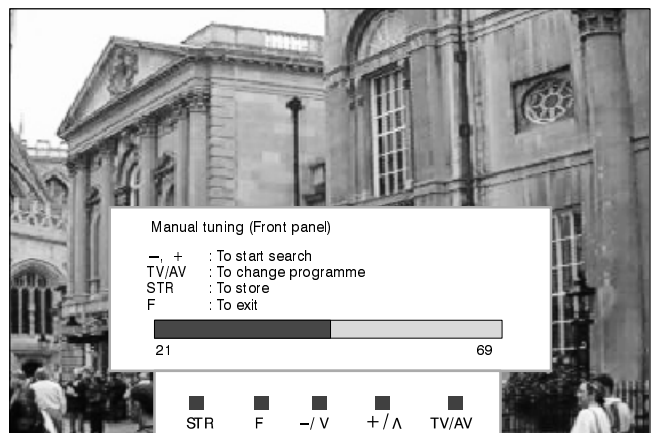 Manual tuning (Front panel)
–, + : To start search
TV/AV : To change programme
STR : To store
F : To exit
21 69
STR F –/ V + / Λ TV/AV